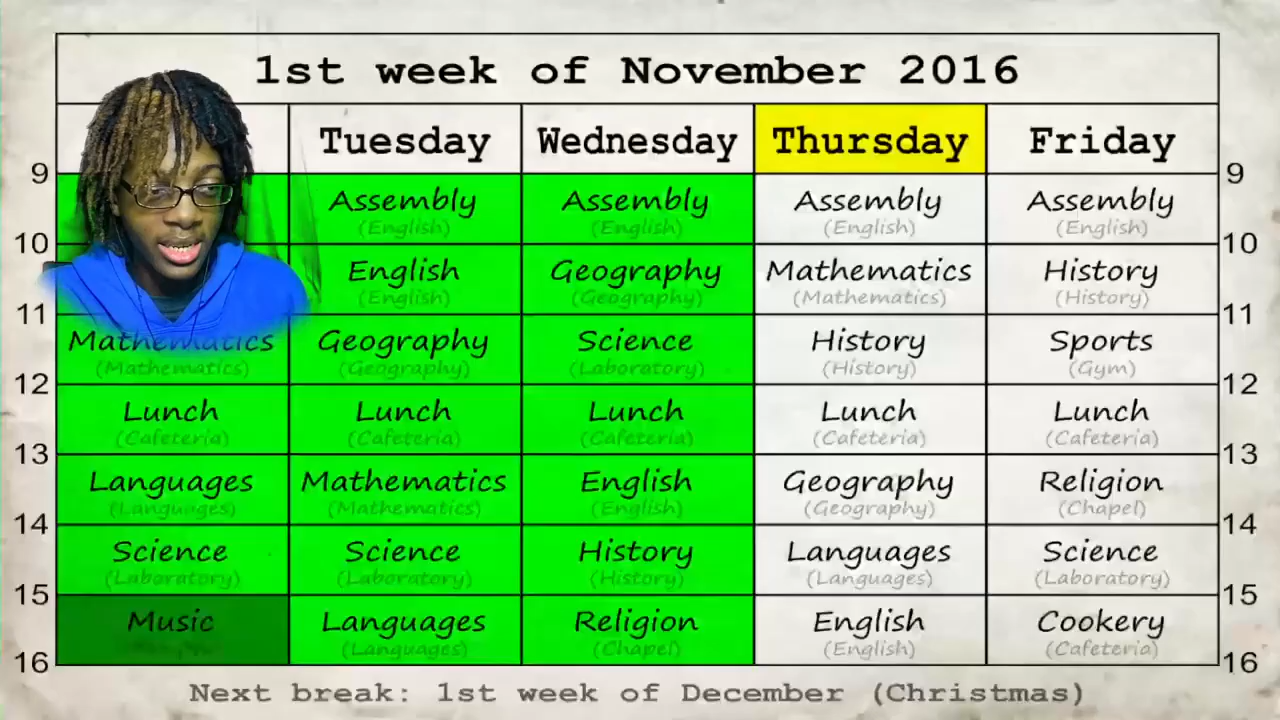 1st week of November 2016
Tuesday Wednesday Thursday Friday
9 9
Assembly Assembly Assembly Assembly
(English) (English) (English) (English)
10 10
English Geography Mathematics History
(English) (Geography) (Mathematics) (History)
11 11
Mathematics Geography Science History Sports
(Mathematics) (Geography) (Laboratory) (History) (Gym)
12 12
Lunch Lunch Lunch Lunch Lunch
(Cafeteria) (Cafeteria) (Cafeteria) (Cafeteria) (Cafeteria)
13 13
Languages Mathematics English Geography Religion
(Languages) (Mathematics) (English) (Geography) (Chapel)
14 14
Science Science History Languages Science
(Laboratory) (Laboratory) (History) (Languages) (Laboratory)
15 15
Music Languages Religion English Cookery
(Languages) (Chapel) (English) (Cafeteria)
16 16
Next break: 1st week of December (Christmas)